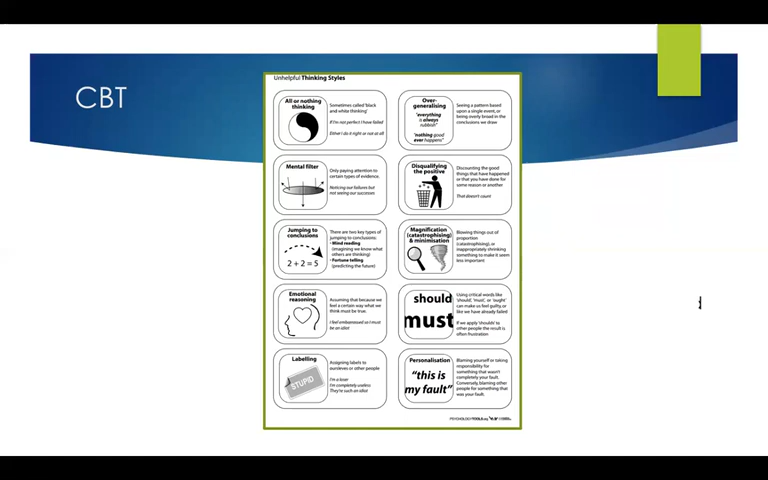 CBT
Unhelpful Thinking Styles
All or nothing
thinking
Sometimes called 'black
and white thinking'
If I'm not perfect I have failed
Either I do it right or not at all
Over-
generalising
"everything
is always
rubbish"
"nothing good
ever happens"
Seeing a pattern based
upon a single event, or
being overly broad in the
conclusions we draw
Mental filter
Only paying attention to
certain types of evidence.
Noticing our failures but
not seeing our successes
Disqualifying
the positive
Discounting the good
things that have happened
or that you have done for
some reason or another
That doesn't count
Jumping to
conclusions
2 + 2 = 5
There are two key types of
jumping to conclusions:
• Mind reading
(imagining we know what
others are thinking)
• Fortune telling
(predicting the future)
Magnification
(catastrophising)
& minimisation
Blowing things out of
proportion
(catastrophising), or
inappropriately shrinking
something to make it seem
less important
Emotional
reasoning
Assuming that because we
feel a certain way what we
think must be true.
I feel embarrassed so I must
be an idiot
should
must
Using critical words like
'should', 'must', or 'ought'
can make us feel guilty, or
like we have already failed
If we apply 'shoulds' to
other people the result is
often frustration
Labelling
STUPID
Assigning labels to
ourselves or other people
I'm a loser
I'm completely useless
They're such an idiot
Personalisation
"this is
my fault"
Blaming yourself or taking
responsibility for
something that wasn't
completely your fault.
Conversely, blaming other
people for something that
was your fault.
PSYCHOLOGYTOOLS.org